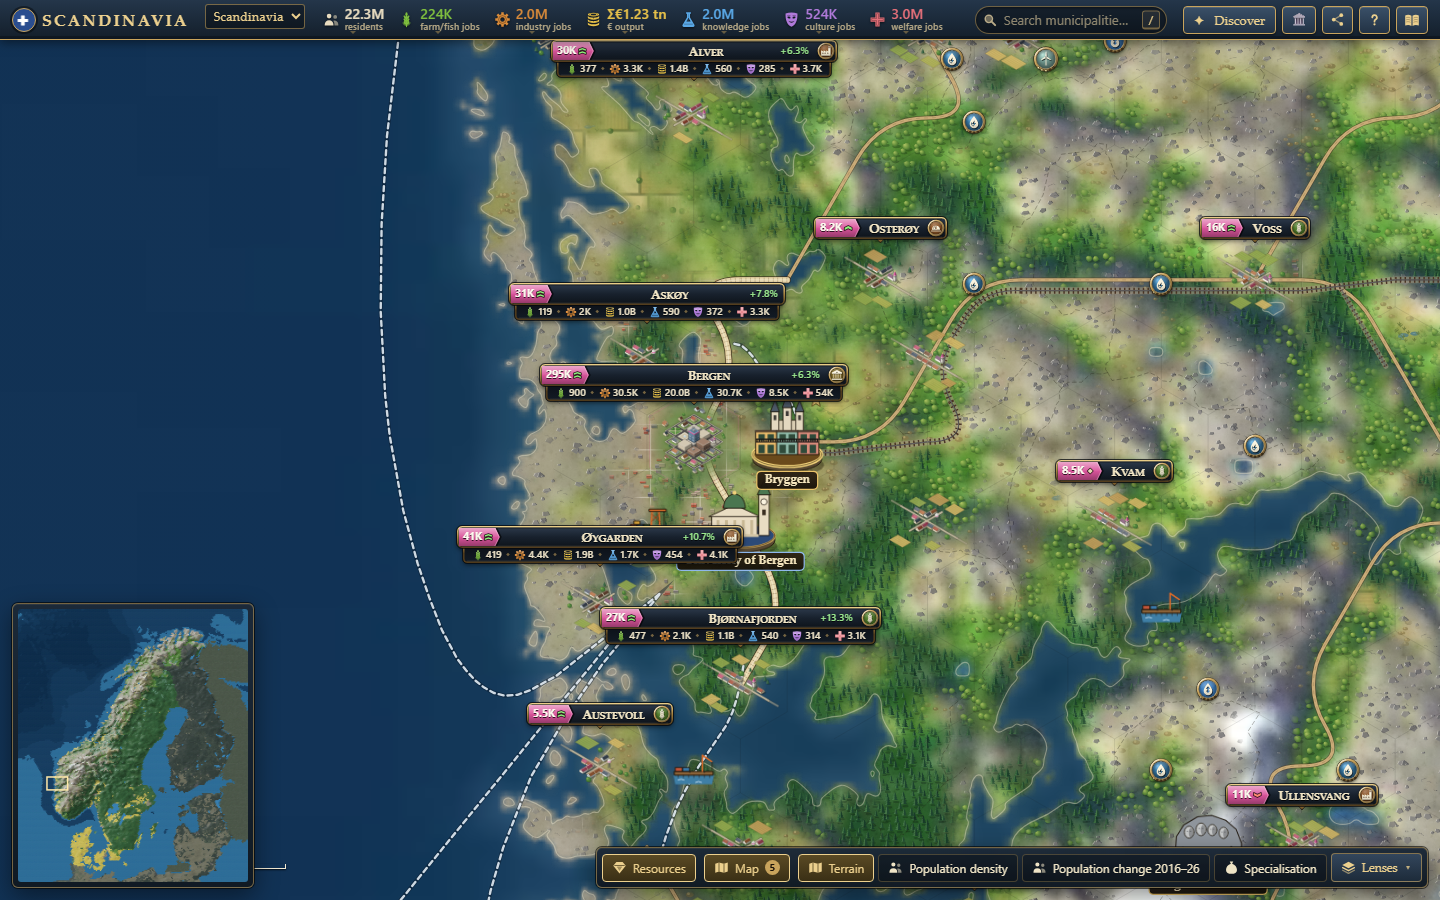 SCANDINAVIA
Scandinavia
22.3M residents
224K farm/fish jobs
2.0M industry jobs
Σ€1.23 tn € output
2.0M knowledge jobs
524K culture jobs
3.0M welfare jobs
Search municipalitie... /
Discover
?
30K ALVER +6.3%
377 • 3.3K • 1.4B • 560 • 285 • 3.7K
8.2K OSTERØY
16K VOSS
31K ASKØY +7.8%
119 • 2K • 1.0B • 590 • 372 • 3.3K
295K BERGEN +6.3%
900 • 30.5K • 20.0B • 30.7K • 8.5K • 54K
8.5K KVAM
Bryggen
41K ØYGARDEN +10.7%
419 • 4.4K • 1.9B • 1.7K • 454 • 4.1K
y of Bergen
27K BJØRNAFJORDEN +13.3%
477 • 2.1K • 1.1B • 540 • 314 • 3.1K
5.5K AUSTEVOLL
11K ULLENSVANG
Resources
Map 5
Terrain
Population density
Population change 2016–26
Specialisation
Lenses